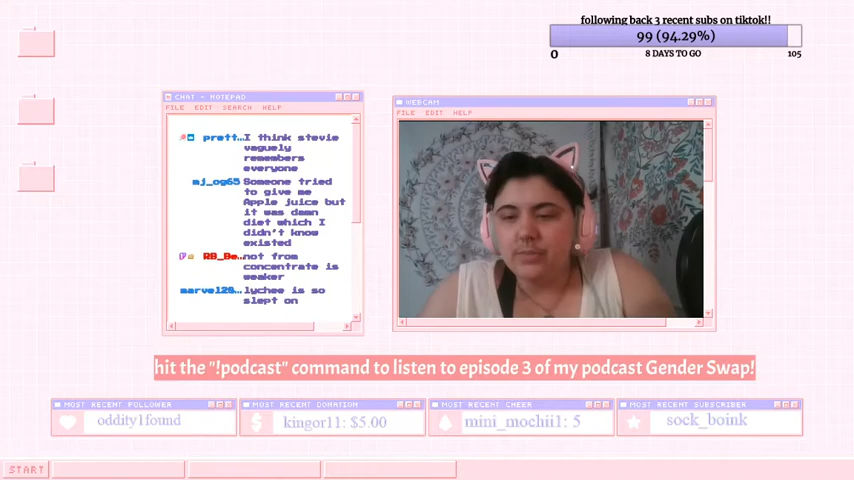 following back 3 recent subs on tiktok!!
99 (94.29%)
0
8 DAYS TO GO
105
CHAT - NOTEPAD
FILE EDIT SEARCH HELP
prett… I think stevie
vaguely
remembers
everyone
mj_og65 Someone tried
to give me
Apple juice but
it was damn
diet which I
didn't know
existed
RB_Be… not from
concentrate is
weaker
marvel20… lychee is so
slept on
WEBCAM
FILE EDIT HELP
hit the "!podcast" command to listen to episode 3 of my podcast Gender Swap!
MOST RECENT FOLLOWER
oddity1found
MOST RECENT DONATION
kingor11: $5.00
MOST RECENT CHEER
mini_mochii1: 5
MOST RECENT SUBSCRIBER
sock_boink
START